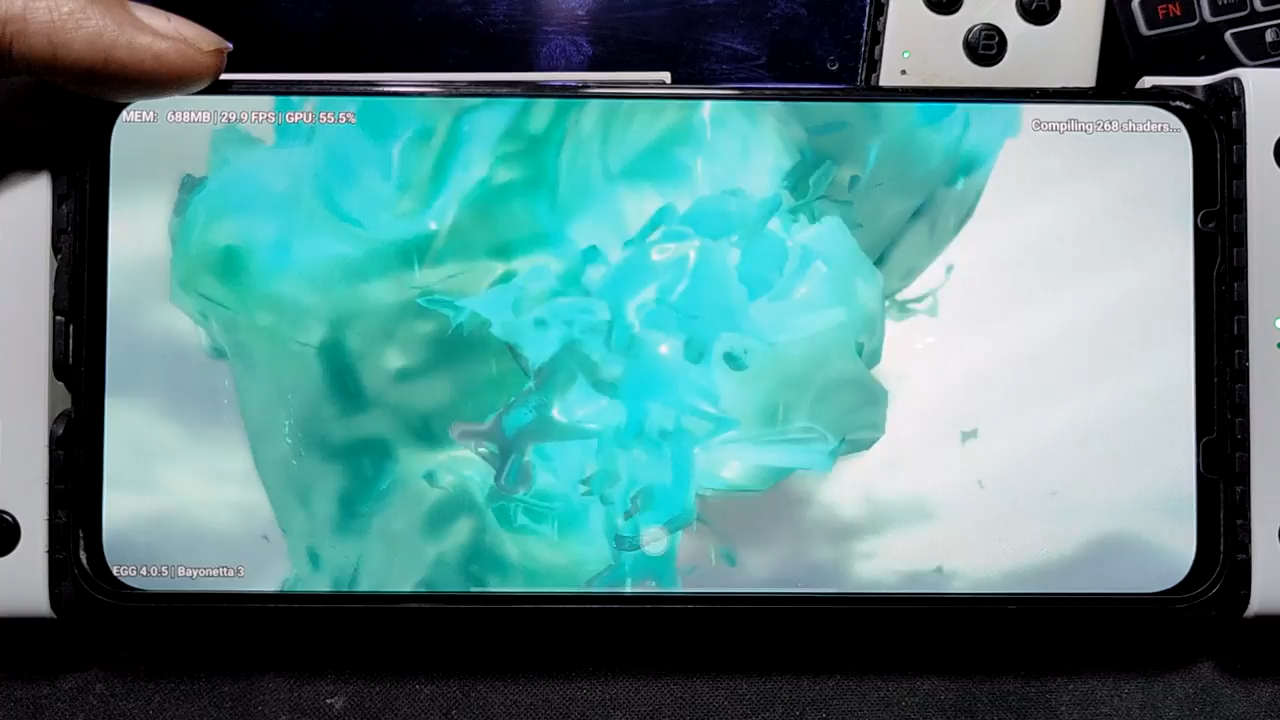 FN
A
B
MEM: 688MB | 29.9 FPS | GPU: 55.5%
Compiling 268 shaders...
EGG 4.0.5 | Bayonetta 3